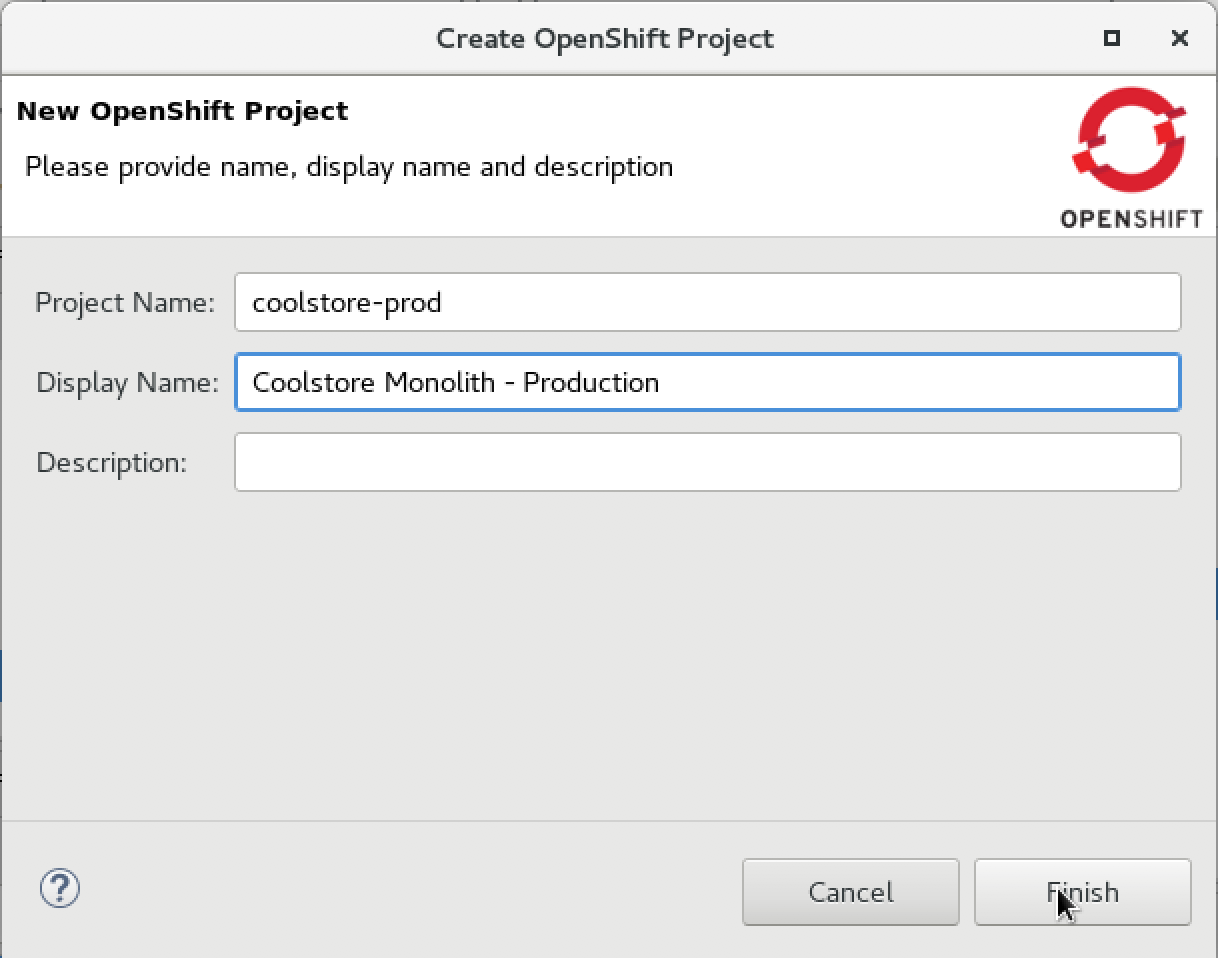 Create OpenShift Project
New OpenShift Project
Please provide name, display name and description
OPENSHIFT
Project Name: coolstore-prod
Display Name: Coolstore Monolith - Production
Description:
? Cancel Finish